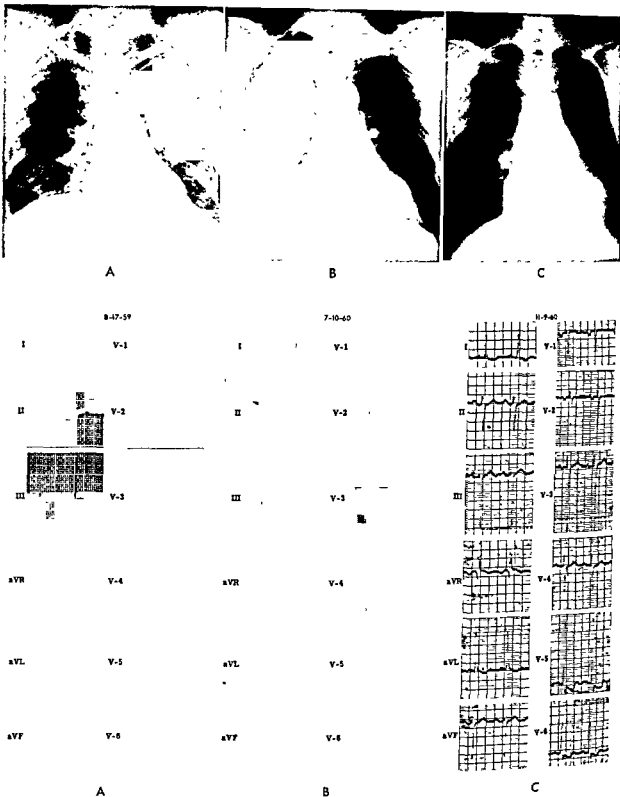 A B C
8-17-59 7-10-60 11-9-60
I V-1 I V-1 I V-1
II V-2 II V-2 II V-2
III V-3 III V-3 III V-3
aVR V-4 aVR V-4 aVR V-4
aVL V-5 aVL V-5 aVL V-5
aVF V-6 aVF V-6 aVF V-6
A B C